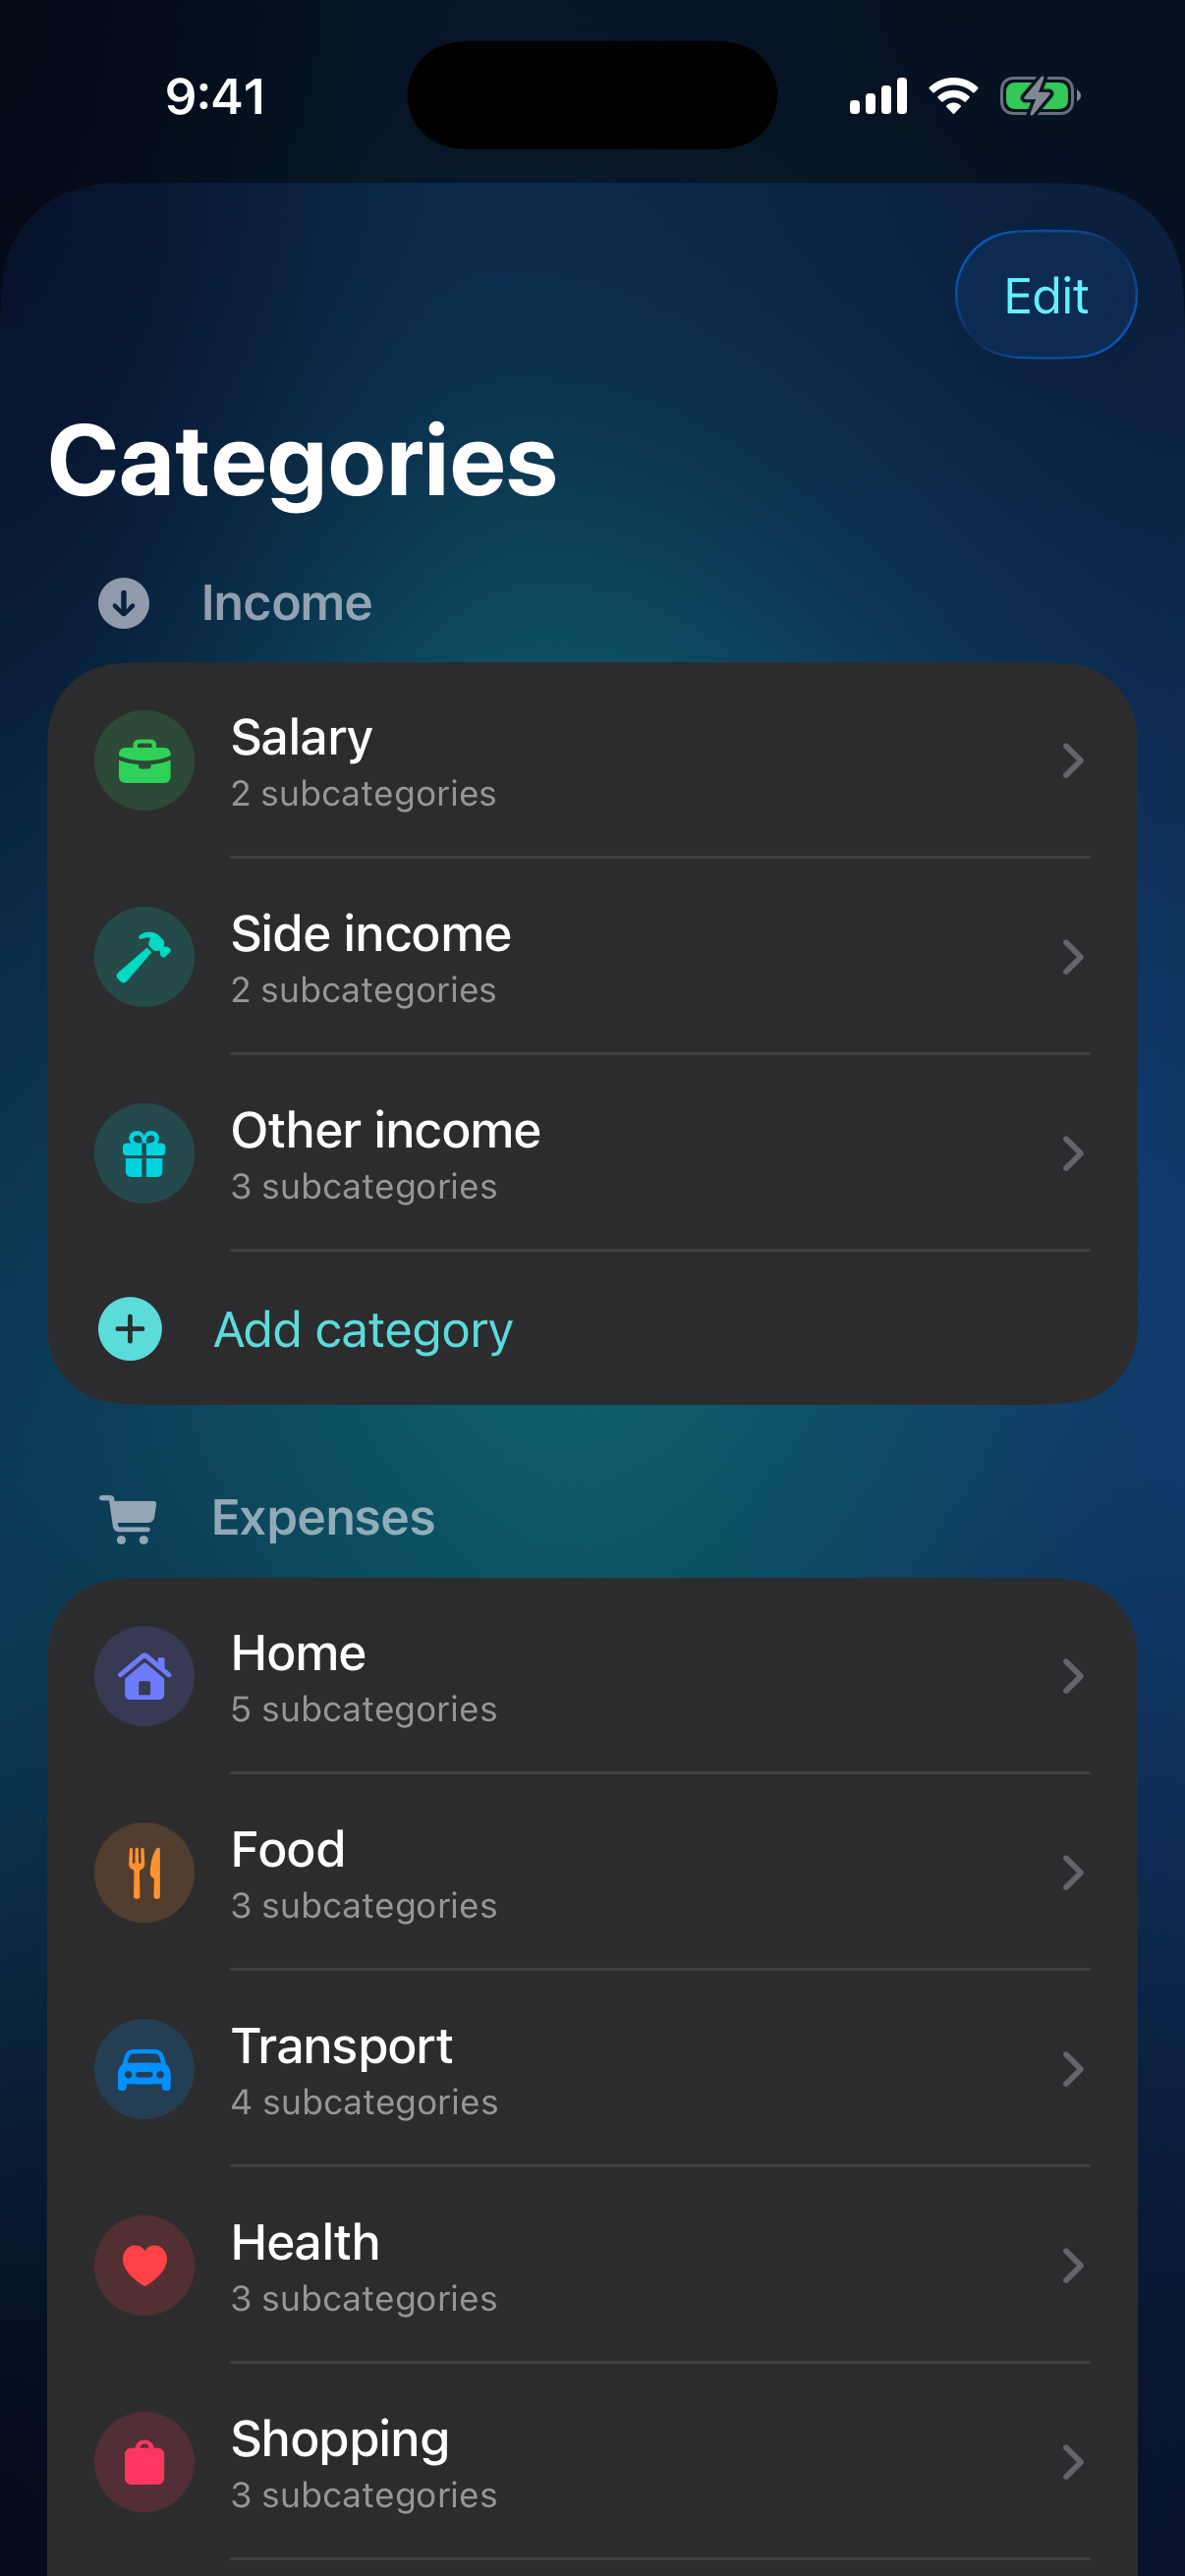 9:41
Edit
Categories
Income
Salary
2 subcategories
Side income
2 subcategories
Other income
3 subcategories
Add category
Expenses
Home
5 subcategories
Food
3 subcategories
Transport
4 subcategories
Health
3 subcategories
Shopping
3 subcategories